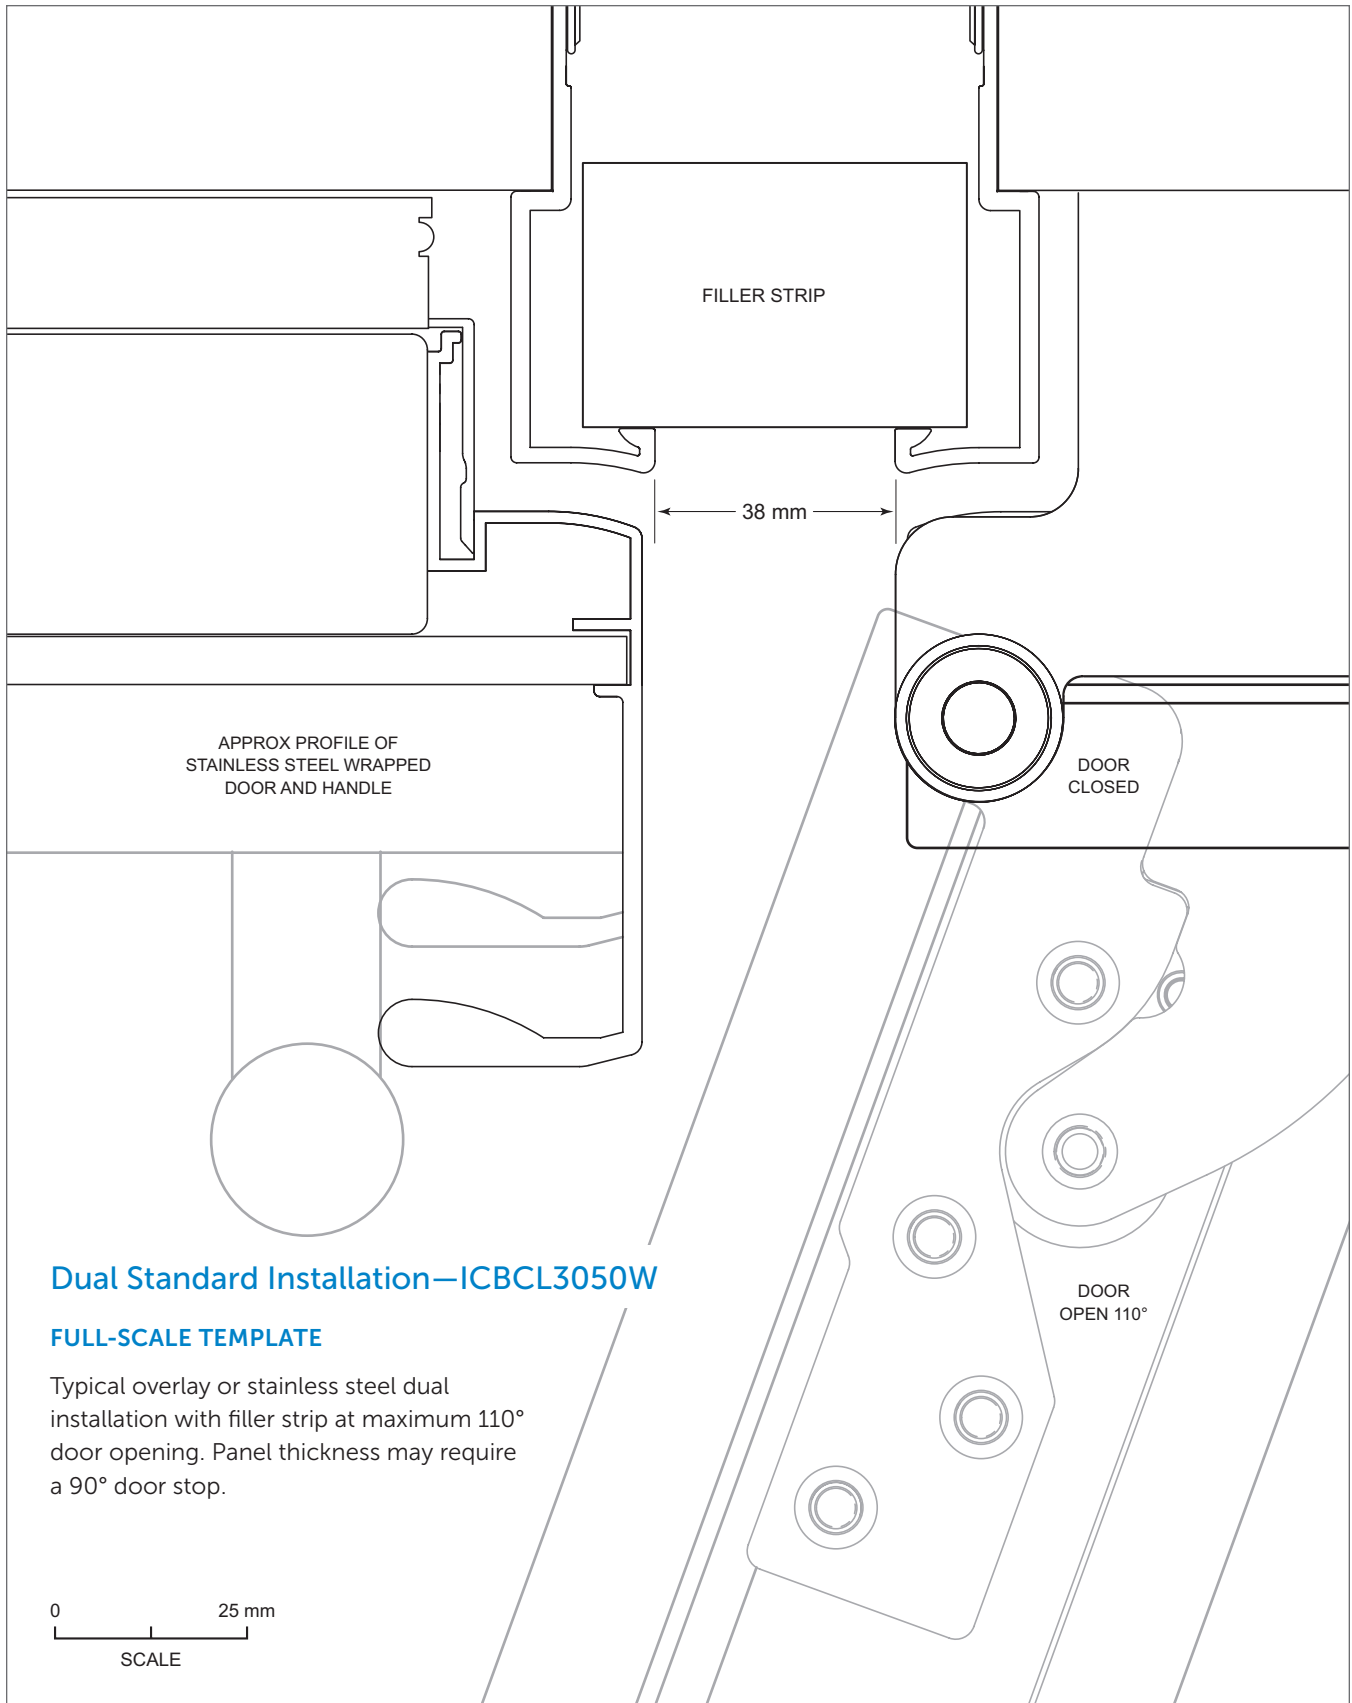 FILLER STRIP
38 mm
APPROX PROFILE OF
STAINLESS STEEL WRAPPED
DOOR AND HANDLE
DOOR
CLOSED
Dual Standard Installation—ICBCL3050W
FULL-SCALE TEMPLATE
Typical overlay or stainless steel dual
installation with filler strip at maximum 110°
door opening. Panel thickness may require
a 90° door stop.
DOOR
OPEN 110°
0 25 mm
SCALE